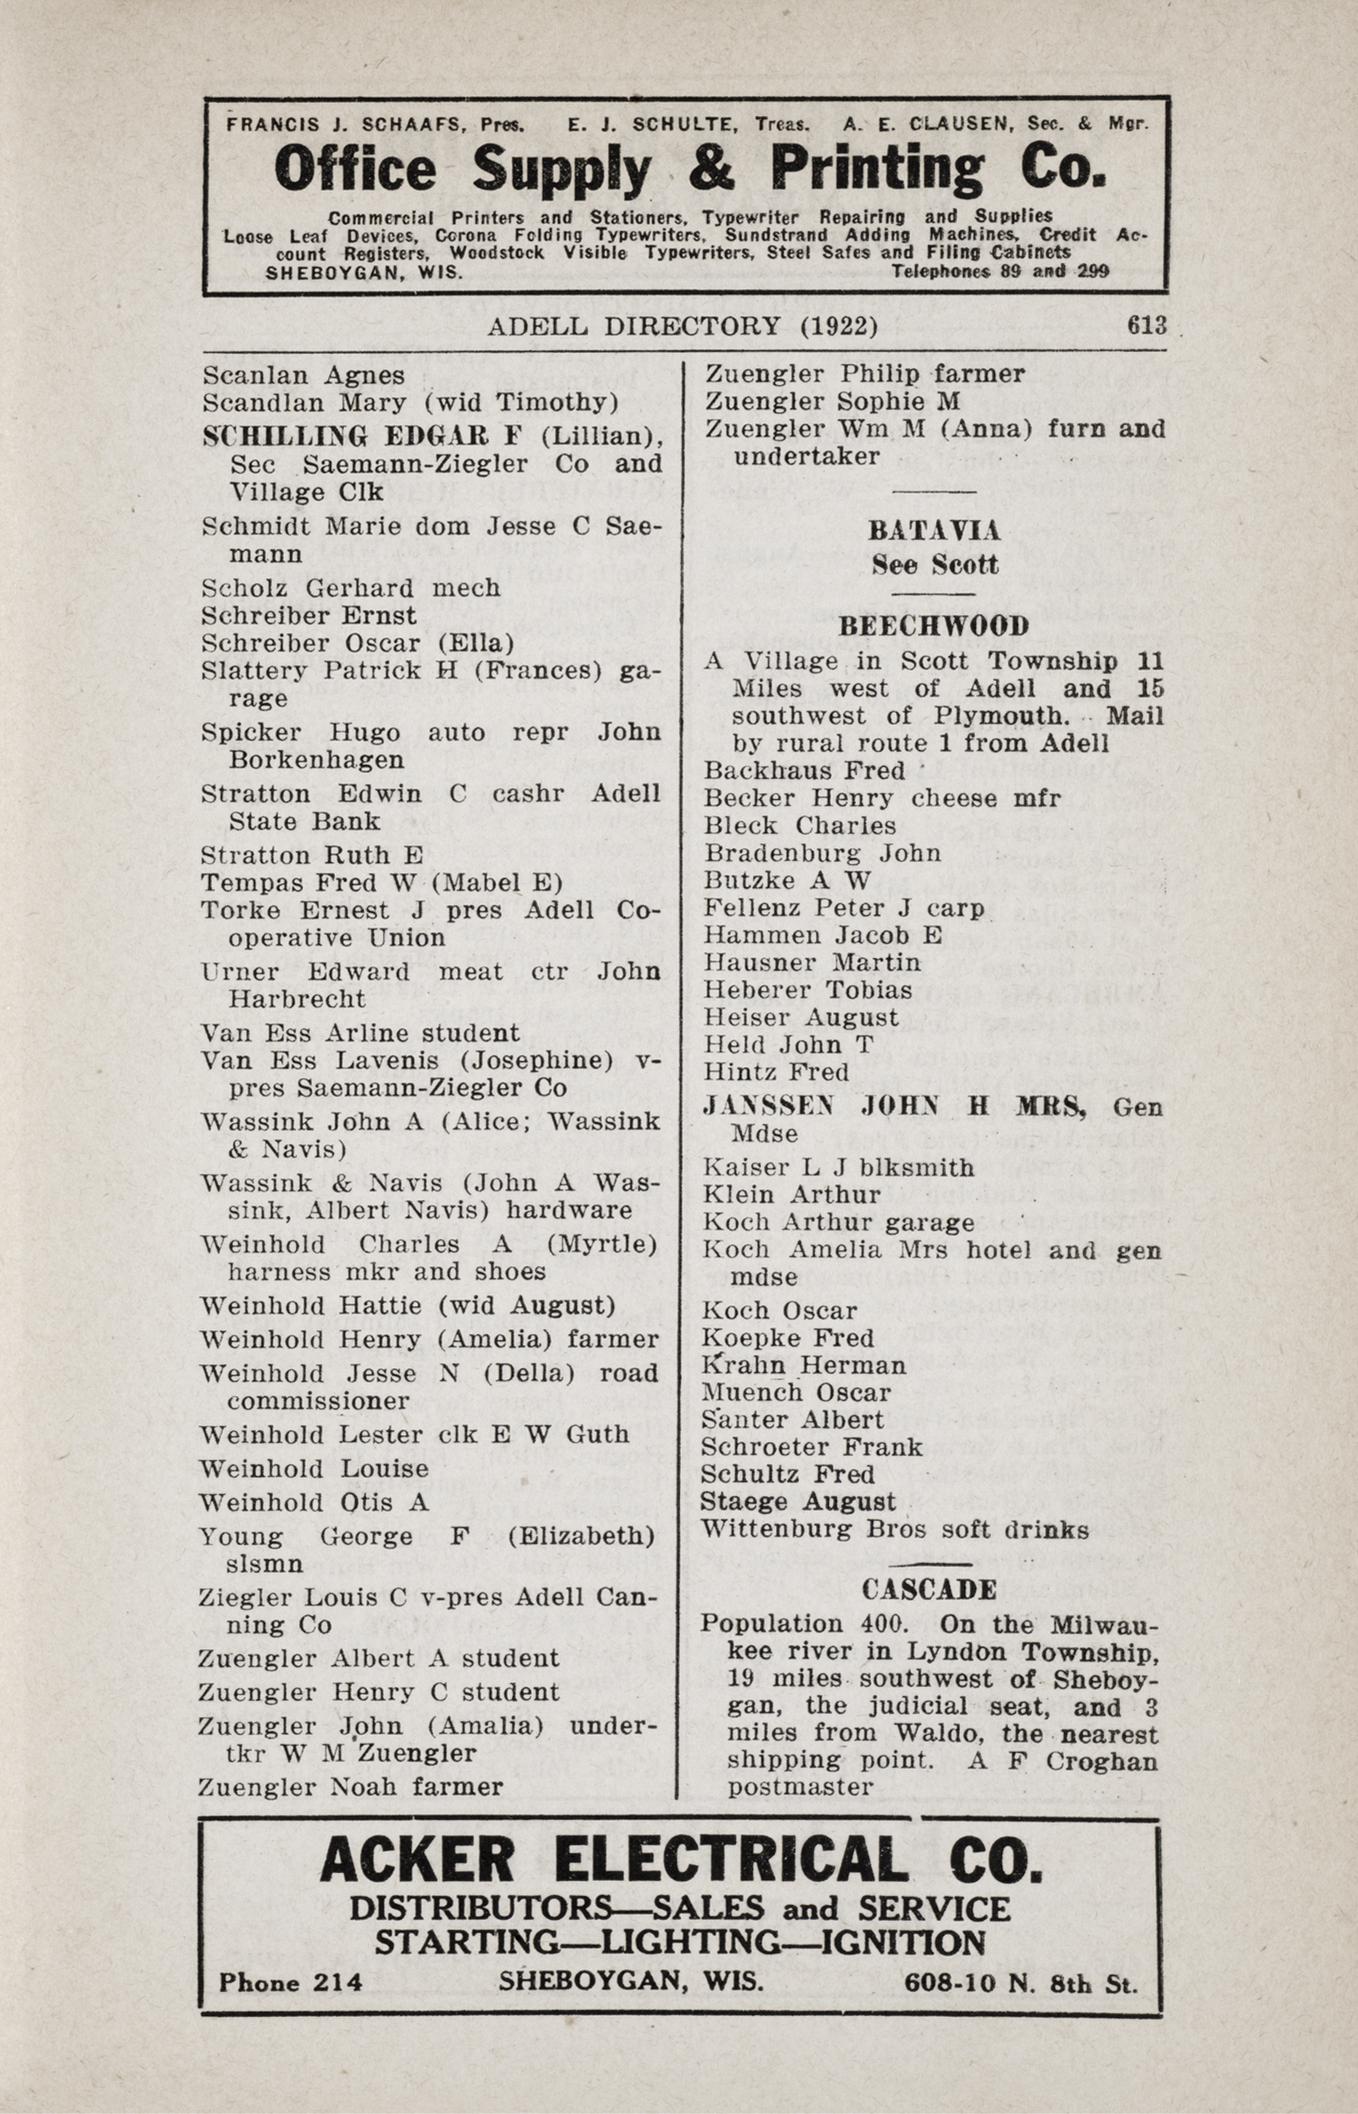 FRANCIS J. SCHAAFS, Pres. E. J. SCHULTE, Treas. A. E. CLAUSEN, Sec. & Mgr.
Office Supply & Printing Co.
Commercial Printers and Stationers, Typewriter Repairing and Supplies
Loose Leaf Devices, Corona Folding Typewriters, Sundstrand Adding Machines, Credit Ac-
count Registers, Woodstock Visible Typewriters, Steel Safes and Filing Cabinets
SHEBOYGAN, WIS. Telephones 89 and 299
ADELL DIRECTORY (1922) 613
Scanlan Agnes
Scandlan Mary (wid Timothy)
SCHILLING EDGAR F (Lillian),
Sec Saemann-Ziegler Co and
Village Clk
Schmidt Marie dom Jesse C Sae-
mann
Scholz Gerhard mech
Schreiber Ernst
Schreiber Oscar (Ella)
Slattery Patrick H (Frances) ga-
rage
Spicker Hugo auto repr John
Borkenhagen
Stratton Edwin C cashr Adell
State Bank
Stratton Ruth E
Tempas Fred W (Mabel E)
Torke Ernest J pres Adell Co-
operative Union
Urner Edward meat ctr John
Harbrecht
Van Ess Arline student
Van Ess Lavenis (Josephine) v-
pres Saemann-Ziegler Co
Wassink John A (Alice; Wassink
& Navis)
Wassink & Navis (John A Was-
sink, Albert Navis) hardware
Weinhold Charles A (Myrtle)
harness mkr and shoes
Weinhold Hattie (wid August)
Weinhold Henry (Amelia) farmer
Weinhold Jesse N (Della) road
commissioner
Weinhold Lester clk E W Guth
Weinhold Louise
Weinhold Otis A
Young George F (Elizabeth)
slsmn
Ziegler Louis C v-pres Adell Can-
ning Co
Zuengler Albert A student
Zuengler Henry C student
Zuengler John (Amalia) under-
tkr W M Zuengler
Zuengler Noah farmer
Zuengler Philip farmer
Zuengler Sophie M
Zuengler Wm M (Anna) furn and
undertaker
BATAVIA
See Scott
BEECHWOOD
A Village in Scott Township 11
Miles west of Adell and 15
southwest of Plymouth. Mail
by rural route 1 from Adell
Backhaus Fred
Becker Henry cheese mfr
Bleck Charles
Bradenburg John
Butzke A W
Fellenz Peter J carp
Hammen Jacob E
Hausner Martin
Heberer Tobias
Heiser August
Held John T
Hintz Fred
JANSSEN JOHN H MRS, Gen
Mdse
Kaiser L J blksmith
Klein Arthur
Koch Arthur garage
Koch Amelia Mrs hotel and gen
mdse
Koch Oscar
Koepke Fred
Krahn Herman
Muench Oscar
Santer Albert
Schroeter Frank
Schultz Fred
Staege August
Wittenburg Bros soft drinks
CASCADE
Population 400. On the Milwau-
kee river in Lyndon Township,
19 miles southwest of Sheboy-
gan, the judicial seat, and 3
miles from Waldo, the nearest
shipping point. A F Croghan
postmaster
ACKER ELECTRICAL CO.
DISTRIBUTORS—SALES and SERVICE
STARTING—LIGHTING—IGNITION
Phone 214 SHEBOYGAN, WIS. 608-10 N. 8th St.